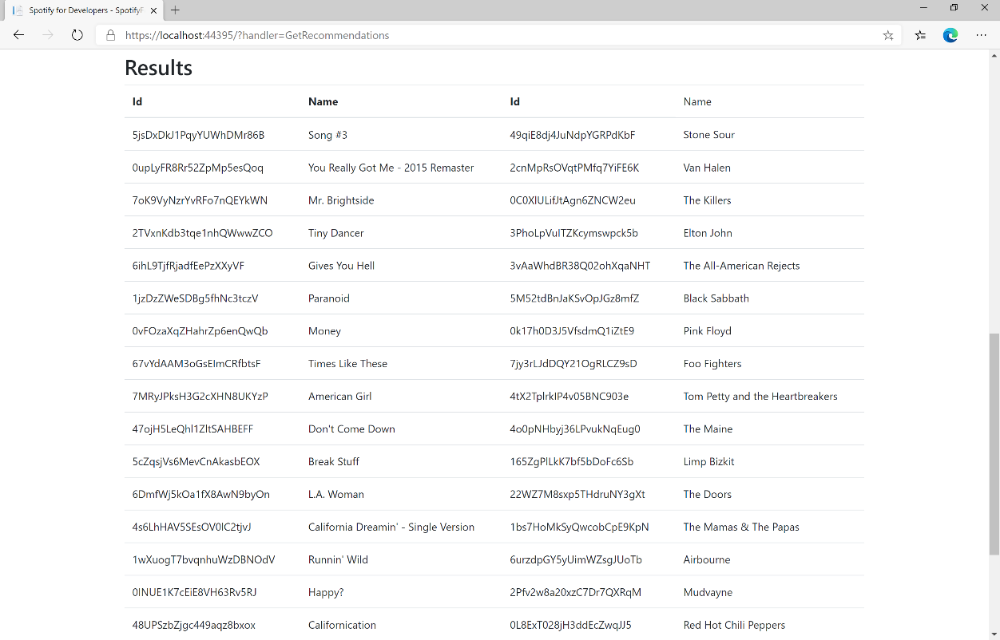 Spotify for Developers - SpotifyF
https://localhost:44395/?handler=GetRecommendations
Results
Id Name Id Name
5jsDxDkJ1PqyYUWhDMr86B Song #3 49qiE8dj4JuNdpYGRPdKbF Stone Sour
0upLyFR8Rr52ZpMp5esQoq You Really Got Me - 2015 Remaster 2cnMpRsOVqtPMfq7YiFE6K Van Halen
7oK9VyNzrYvRFo7nQEYkWN Mr. Brightside 0C0XlULifJtAgn6ZNCW2eu The Killers
2TVxnKdb3tqe1nhQWwwZCO Tiny Dancer 3PhoLpVuITZKcymswpck5b Elton John
6ihL9TjfRjadfEePzXXyVF Gives You Hell 3vAaWhdBR38Q02ohXqaNHT The All-American Rejects
1jzDzZWeSDBg5fhNc3tczV Paranoid 5M52tdBnJaKSvOpJGz8mfZ Black Sabbath
0vFOzaXqZHahrZp6enQwQb Money 0k17h0D3J5VfsdmQ1iZtE9 Pink Floyd
67vYdAAM3oGsEImCRfbtsF Times Like These 7jy3rLJdDQY21OgRLCZ9sD Foo Fighters
7MRyJPksH3G2cXHN8UKYzP American Girl 4tX2TplrkIP4v05BNC903e Tom Petty and the Heartbreakers
47ojH5LeQhl1ZltSAHBEFF Don't Come Down 4o0pNHbyj36LPvukNqEug0 The Maine
5cZqsjVs6MevCnAkasbEOX Break Stuff 165ZgPlLkK7bf5bDoFc6Sb Limp Bizkit
6DmfWj5kOa1fX8AwN9byOn L.A. Woman 22WZ7M8sxp5THdruNY3gXt The Doors
4s6LhHAV5SEsOV0lC2tjvJ California Dreamin' - Single Version 1bs7HoMkSyQwcobCpE9KpN The Mamas & The Papas
1wXuogT7bvqnhuWzDBNOdV Runnin' Wild 6urzdpGY5yUimWZsgJUoTb Airbourne
0INUE1K7cEiE8VH63Rv5RJ Happy? 2Pfv2w8a20xzC7Dr7QXRqM Mudvayne
48UPSzbZjgc449aqz8bxox Californication 0L8ExT028jH3ddEcZwqJJ5 Red Hot Chili Peppers